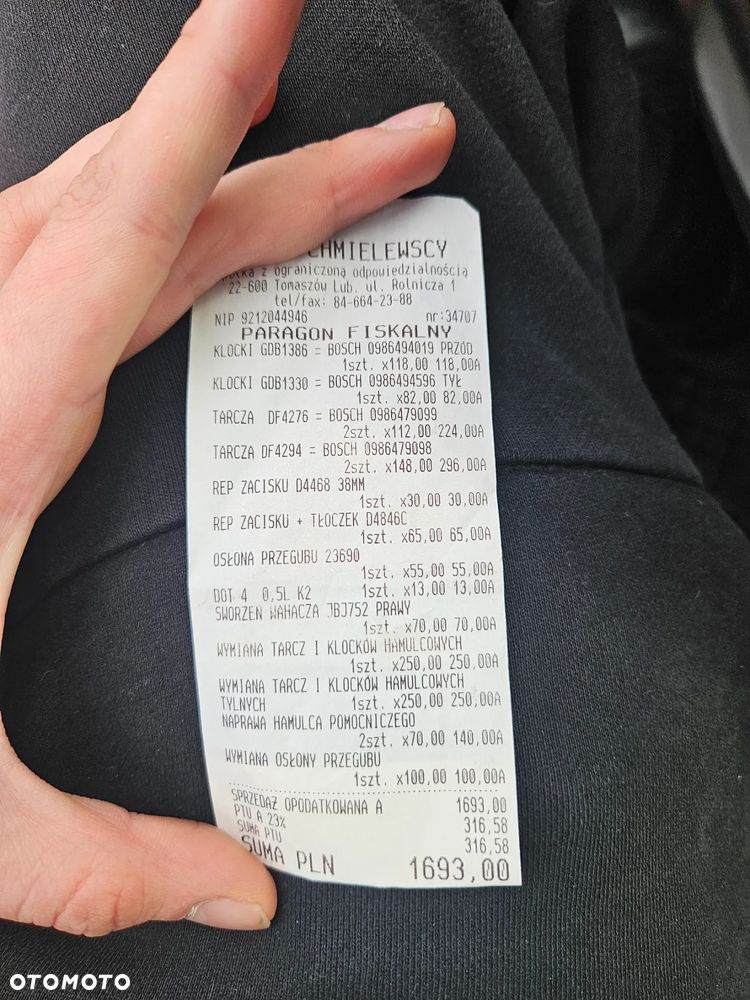 CHMIELEWSCY
spółka z ograniczoną odpowiedzialnością
22-600 Tomaszów Lub. ul. Rolnicza 1
tel/fax: 84-664-23-88
NIP 9212044946 nr:34707
PARAGON FISKALNY
KLOCKI GDB1386 = BOSCH 0986494019 PRZÓD
1szt. x118,00 118,00A
KLOCKI GDB1330 = BOSCH 0986494596 TYŁ
1szt. x82,00 82,00A
TARCZA DF4276 = BOSCH 0986479099
2szt. x112,00 224,00A
TARCZA DF4294 = BOSCH 0986479098
2szt. x148,00 296,00A
REP ZACISKU D4468 38MM
1szt. x30,00 30,00A
REP ZACISKU + TŁOCZEK D4846C
1szt. x65,00 65,00A
OSŁONA PRZEGUBU 23690
1szt. x55,00 55,00A
DOT 4 0,5L K2 1szt. x13,00 13,00A
SWORZEŃ WAHACZA JBJ752 PRAWY
1szt. x70,00 70,00A
WYMIANA TARCZ I KLOCKÓW HAMULCOWYCH
1szt. x250,00 250,00A
WYMIANA TARCZ I KLOCKÓW HAMULCOWYCH
TYLNYCH 1szt. x250,00 250,00A
NAPRAWA HAMULCA POMOCNICZEGO
2szt. x70,00 140,00A
WYMIANA OSŁONY PRZEGUBU
1szt. x100,00 100,00A
SPRZEDAŻ OPODATKOWANA A 1693,00
PTU A 23% 316,58
SUMA PTU 316,58
SUMA PLN 1693,00
OTOMOTO